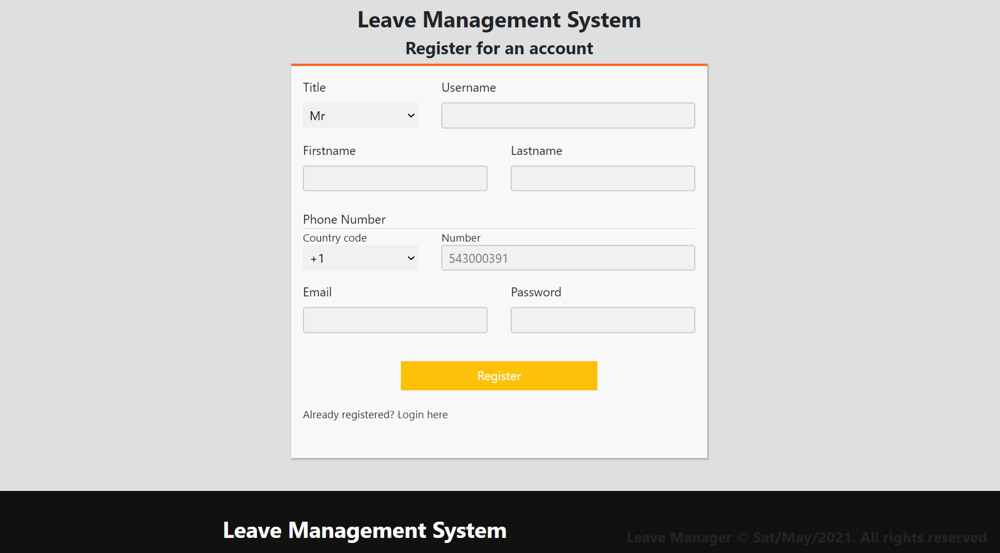 Leave Management System
Register for an account
Title
Username
Mr
Firstname
Lastname
Phone Number
Country code
Number
+1
543000391
Email
Password
Register
Already registered? Login here
Leave Management System
Leave Manager © Sat/May/2021. All rights reserved